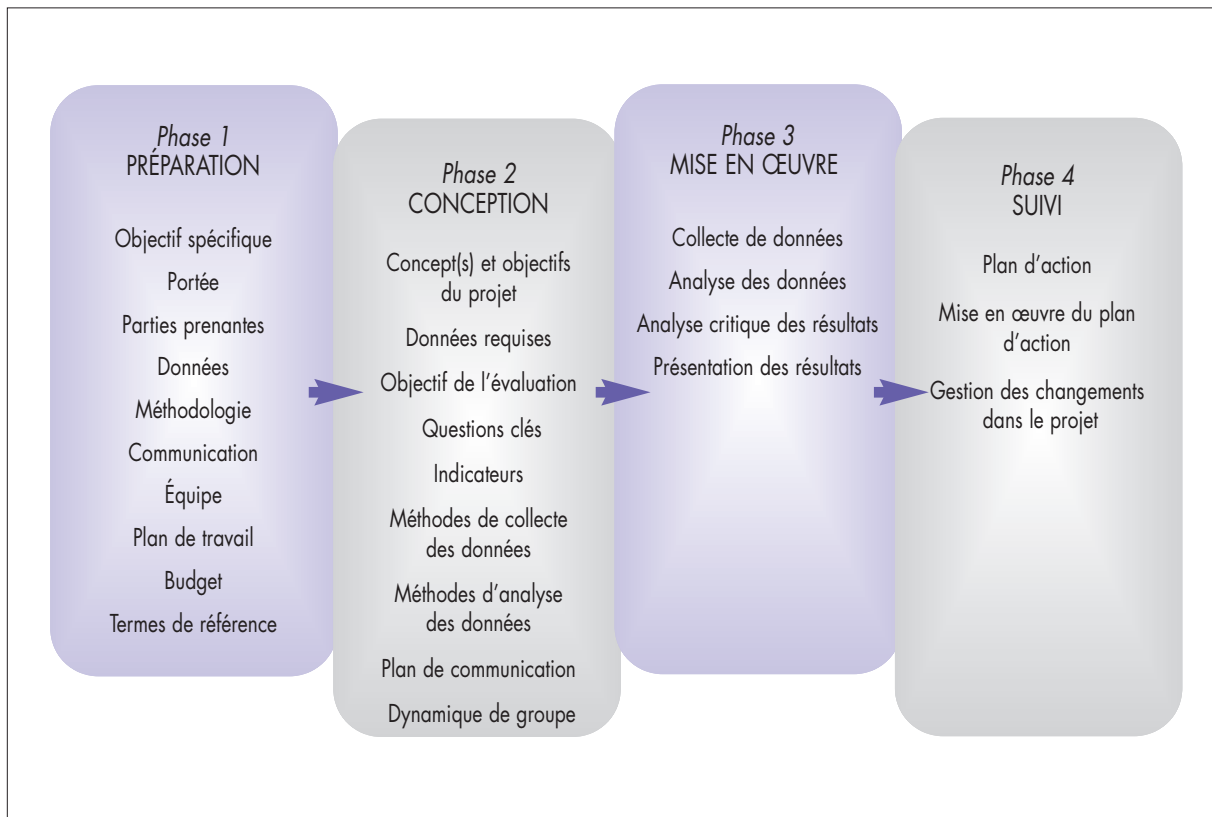 Phase 1
PRÉPARATION
Objectif spécifique
Portée
Parties prenantes
Données
Méthodologie
Communication
Équipe
Plan de travail
Budget
Termes de référence
Phase 2
CONCEPTION
Concept(s) et objectifs
du projet
Données requises
Objectif de l’évaluation
Questions clés
Indicateurs
Méthodes de collecte
des données
Méthodes d’analyse
des données
Plan de communication
Dynamique de groupe
Phase 3
MISE EN ŒUVRE
Collecte de données
Analyse des données
Analyse critique des résultats
Présentation des résultats
Phase 4
SUIVI
Plan d’action
Mise en œuvre du plan
d’action
Gestion des changements
dans le projet